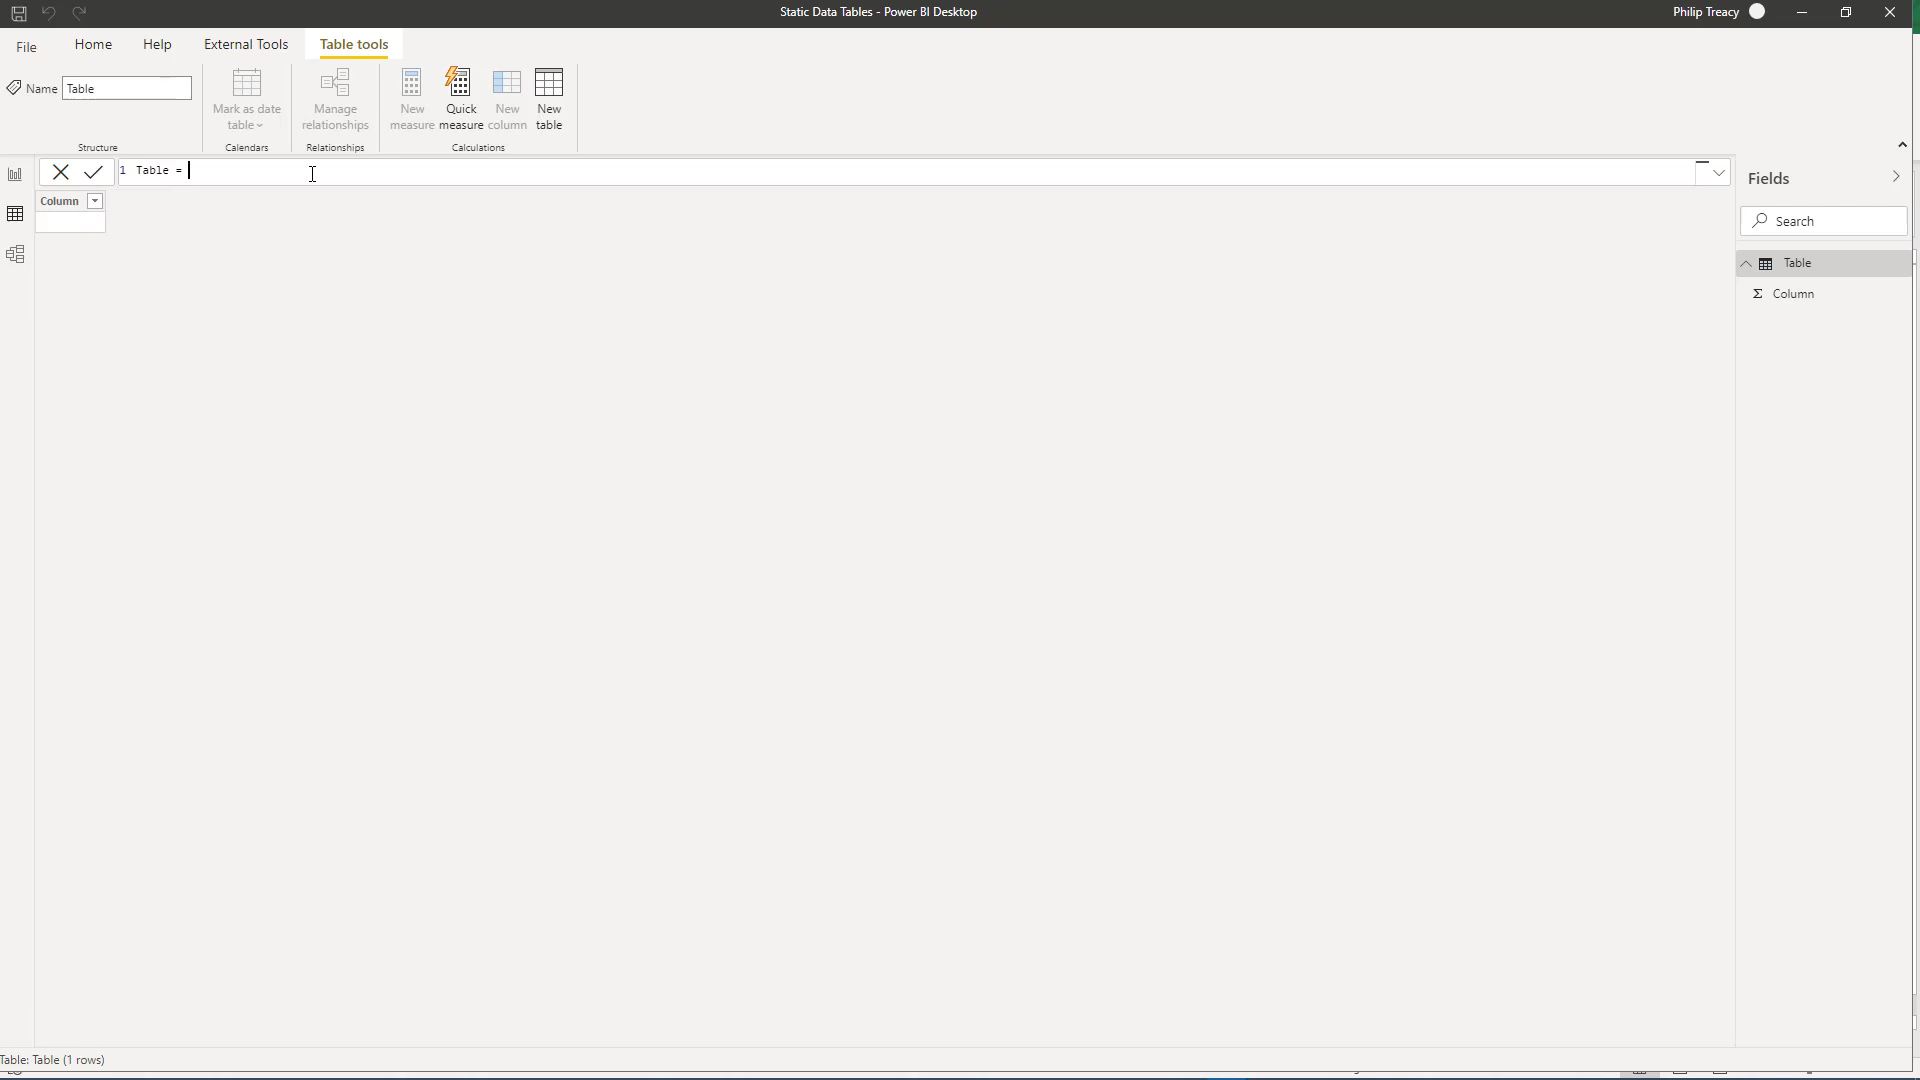 Static Data Tables - Power BI Desktop
Philip Treacy
File
Home
Help
External Tools
Table tools
Name
Table
Mark as date
table
Manage
relationships
New
measure
Quick
measure
New
column
New
table
Structure
Calendars
Relationships
Calculations
1 Table =
Column
Fields
Search
Table
Σ Column
Table: Table (1 rows)